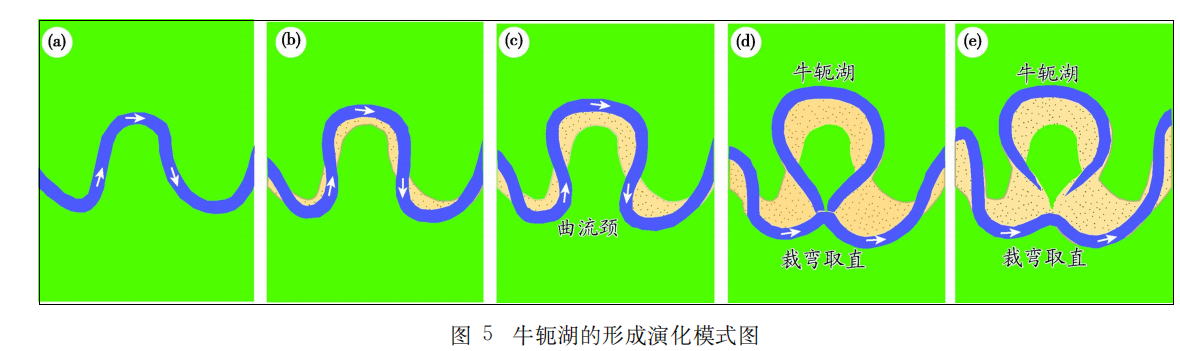 (a)
(b)
(c)
(d)
(e)
牛轭湖
牛轭湖
曲流颈
裁弯取直
裁弯取直
图 5 牛轭湖的形成演化模式图